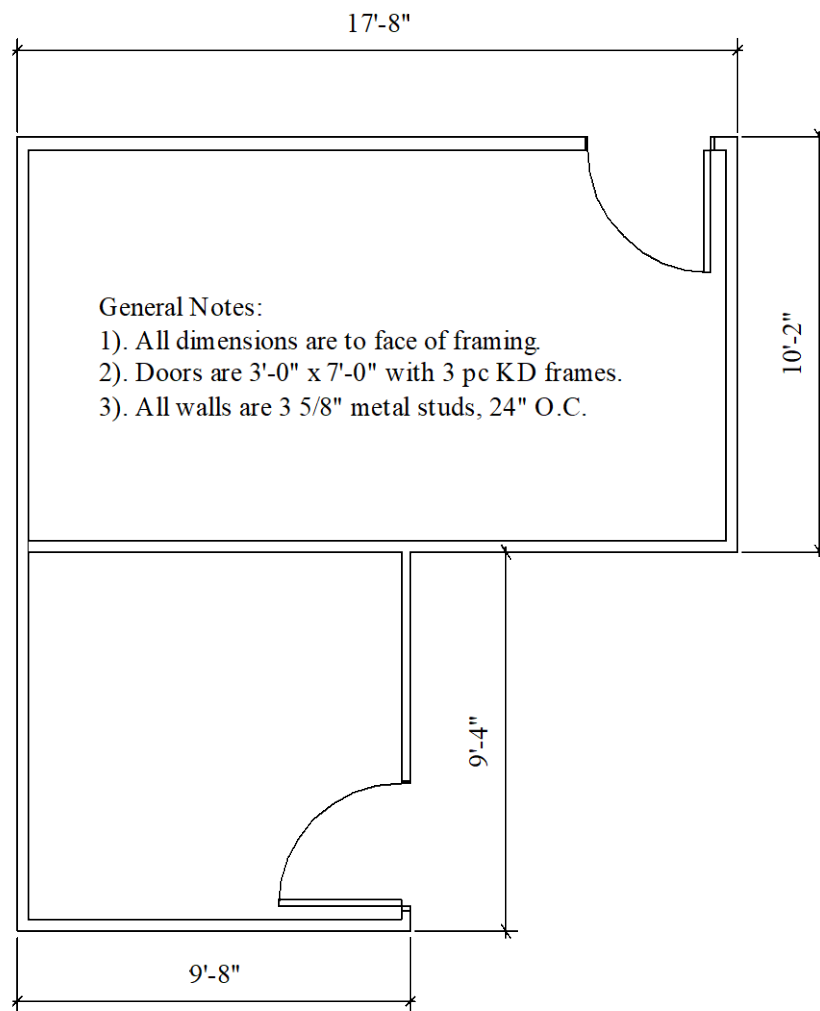 17'-8"
General Notes:
1). All dimensions are to face of framing.
2). Doors are 3'-0" x 7'-0" with 3 pc KD frames.
3). All walls are 3 5/8" metal studs, 24" O.C.
10'-2"
9'-4"
9'-8"